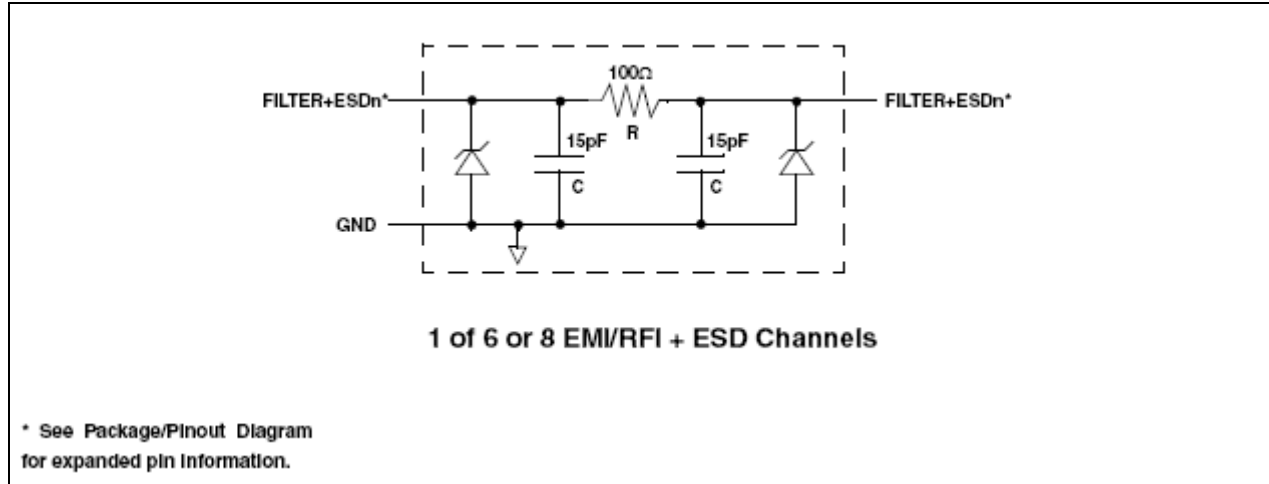 100Ω
FILTER+ESDn*
FILTER+ESDn*
R
15pF
15pF
C
C
GND
1 of 6 or 8 EMI/RFI + ESD Channels
* See Package/Pinout Diagram
for expanded pin information.